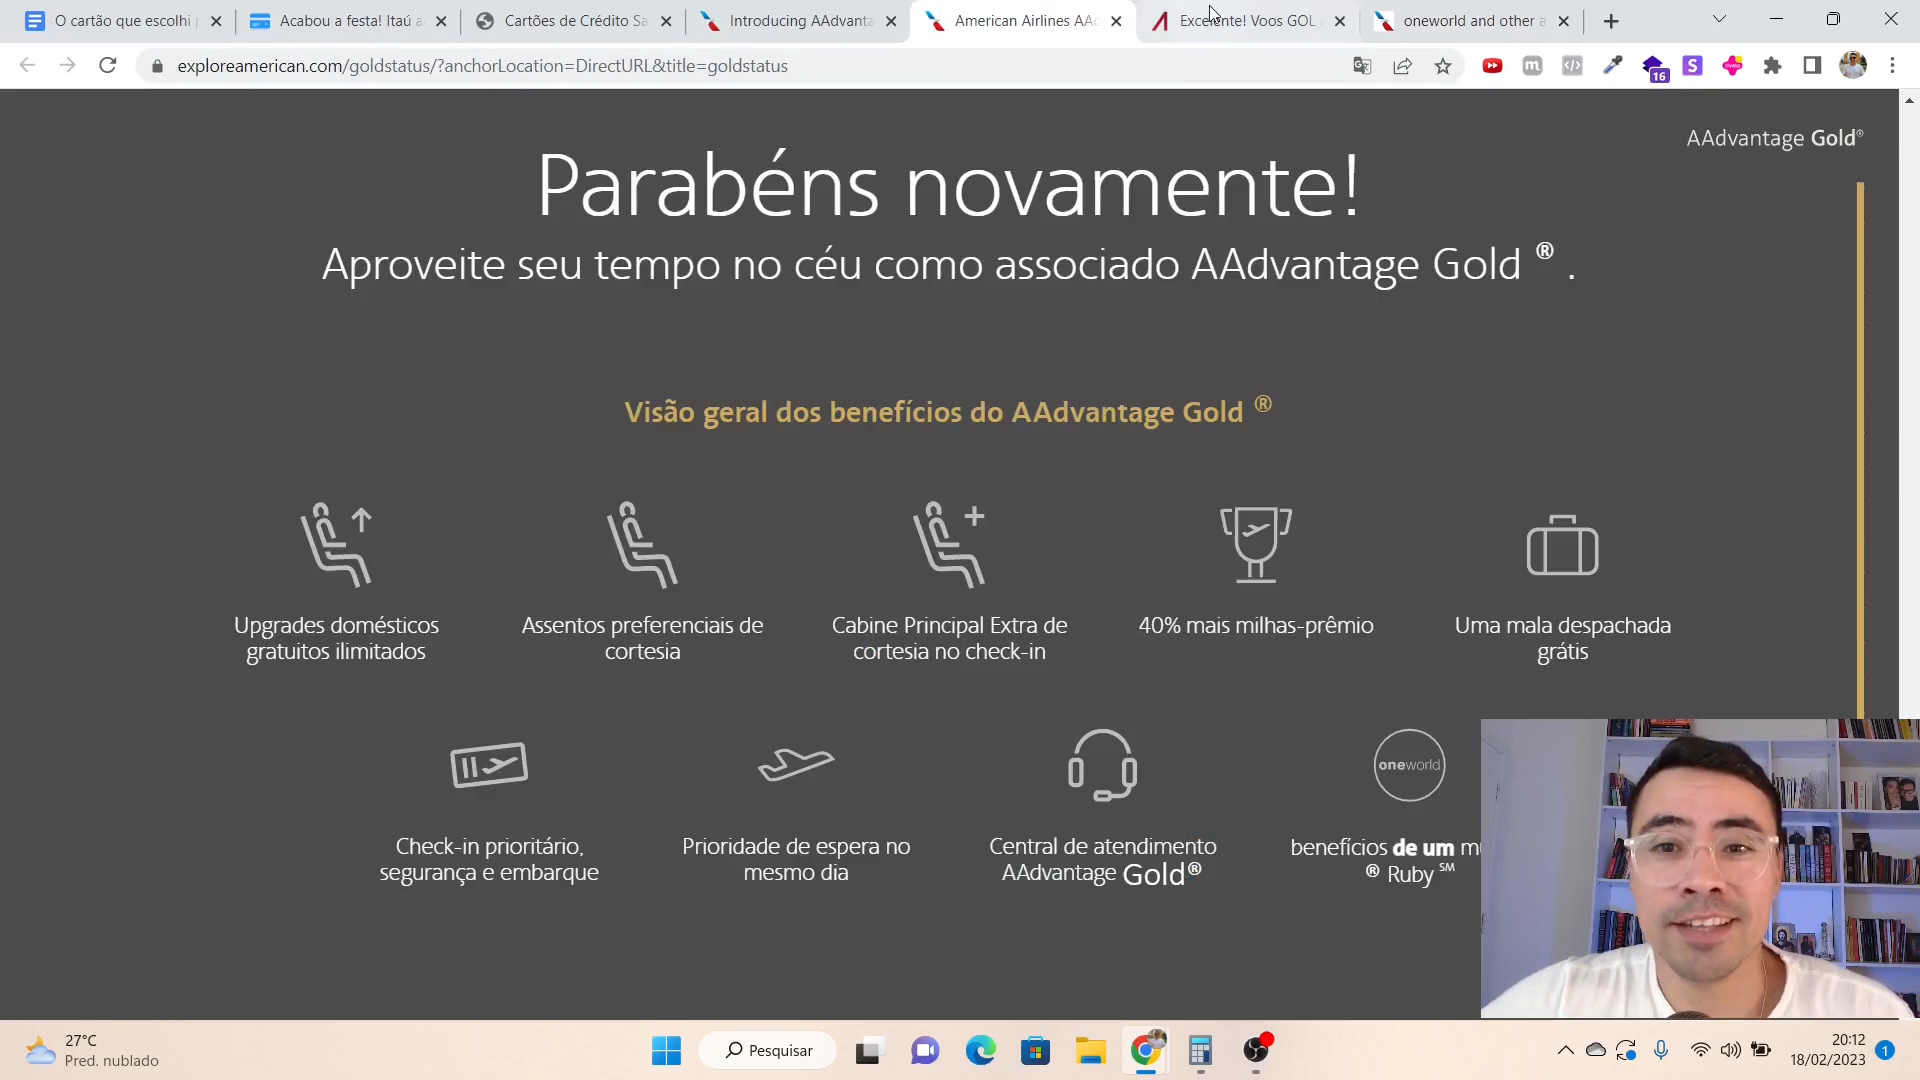 O cartão que escolhi
Acabou a festa! Itaú a
Cartões de Crédito Sa
Introducing AAdvanta
American Airlines AAc
Excelente! Voos GOL
oneworld and other a
exploreamerican.com/goldstatus/?anchorLocation=DirectURL&title=goldstatus
16
AAdvantage Gold®
Parabéns novamente!
Aproveite seu tempo no céu como associado AAdvantage Gold ® .
Visão geral dos benefícios do AAdvantage Gold ®
Upgrades domésticos
gratuitos ilimitados
Assentos preferenciais de
cortesia
Cabine Principal Extra de
cortesia no check-in
40% mais milhas-prêmio
Uma mala despachada
grátis
Check-in prioritário,
segurança e embarque
Prioridade de espera no
mesmo dia
Central de atendimento
AAdvantage Gold®
oneworld
benefícios de um mu
® Ruby ℠
27°C
Pred. nublado
Pesquisar
20:12
18/02/2023
1